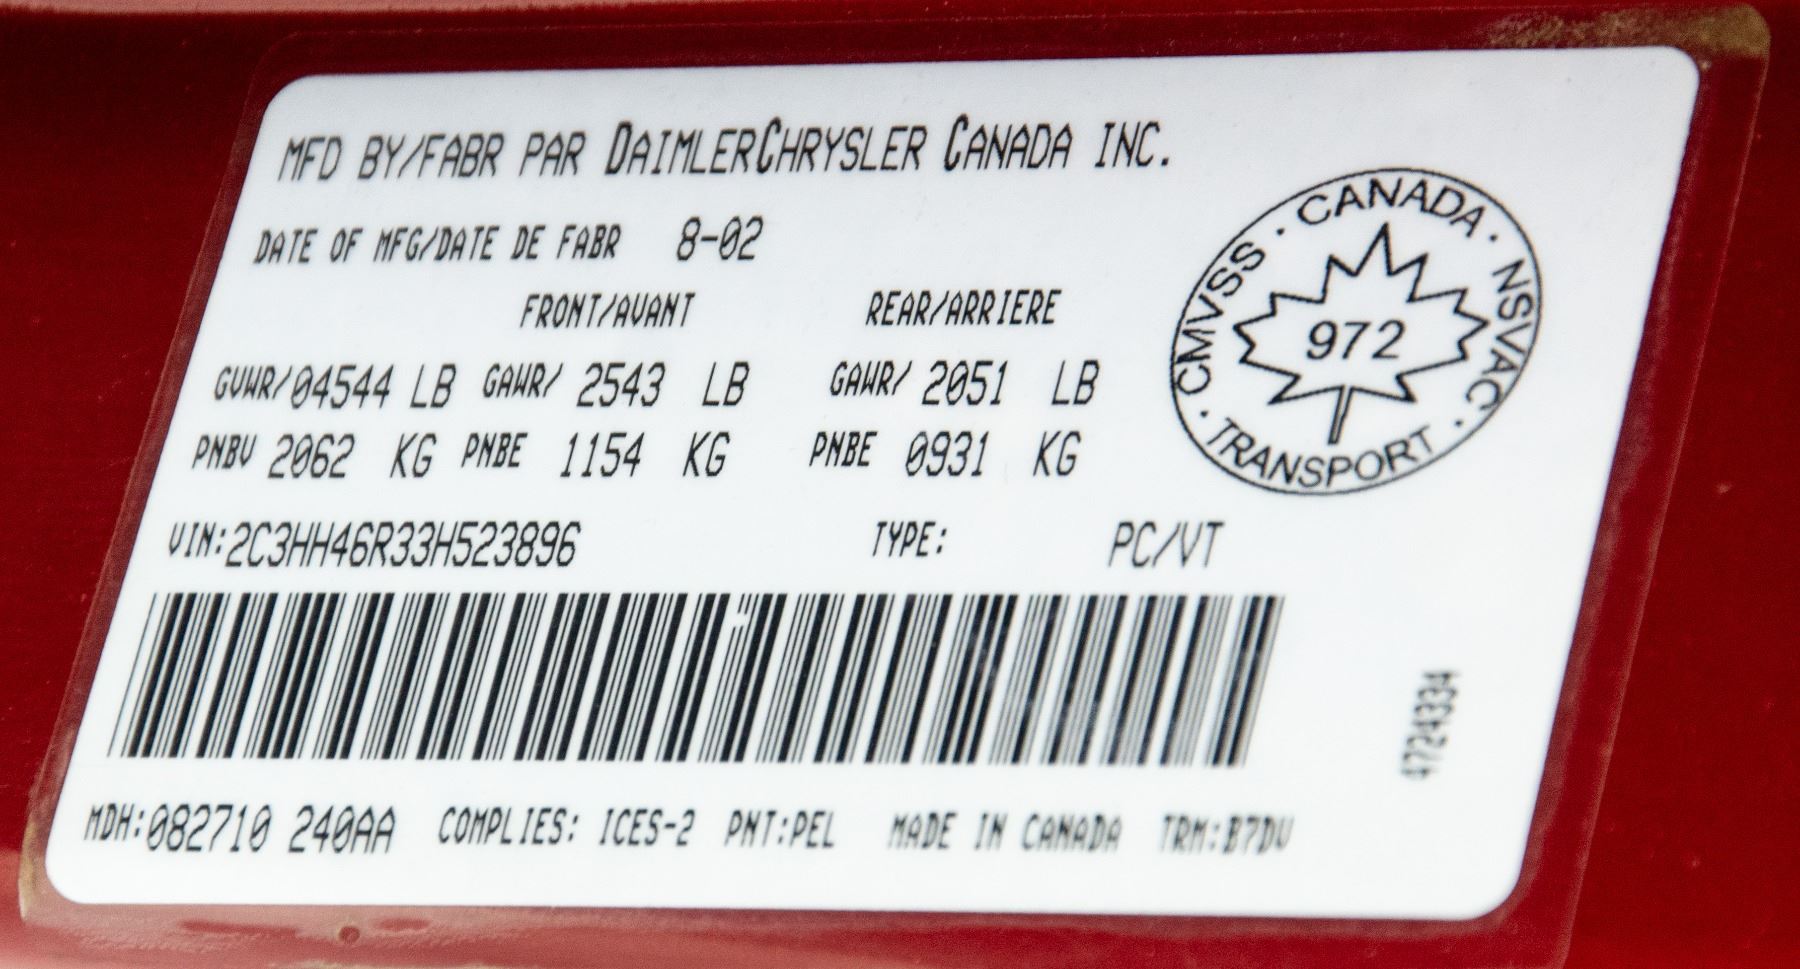 MFD BY/FABR PAR DAIMLERCHRYSLER CANADA INC.
DATE OF MFG/DATE DE FABR 8-02
FRONT/AVANT REAR/ARRIERE
GVWR/04544 LB GAWR/ 2543 LB GAWR/ 2051 LB
PNBV 2062 KG PNBE 1154 KG PNBE 0931 KG
VIN:2C3HH46R33H523896 TYPE: PC/VT
CANADA · NSVAC · TRANSPORT · CMVSS ·
972
4724334
MDH:082710 240AA COMPLIES: ICES-2 PNT:PEL MADE IN CANADA TRM:B7DV